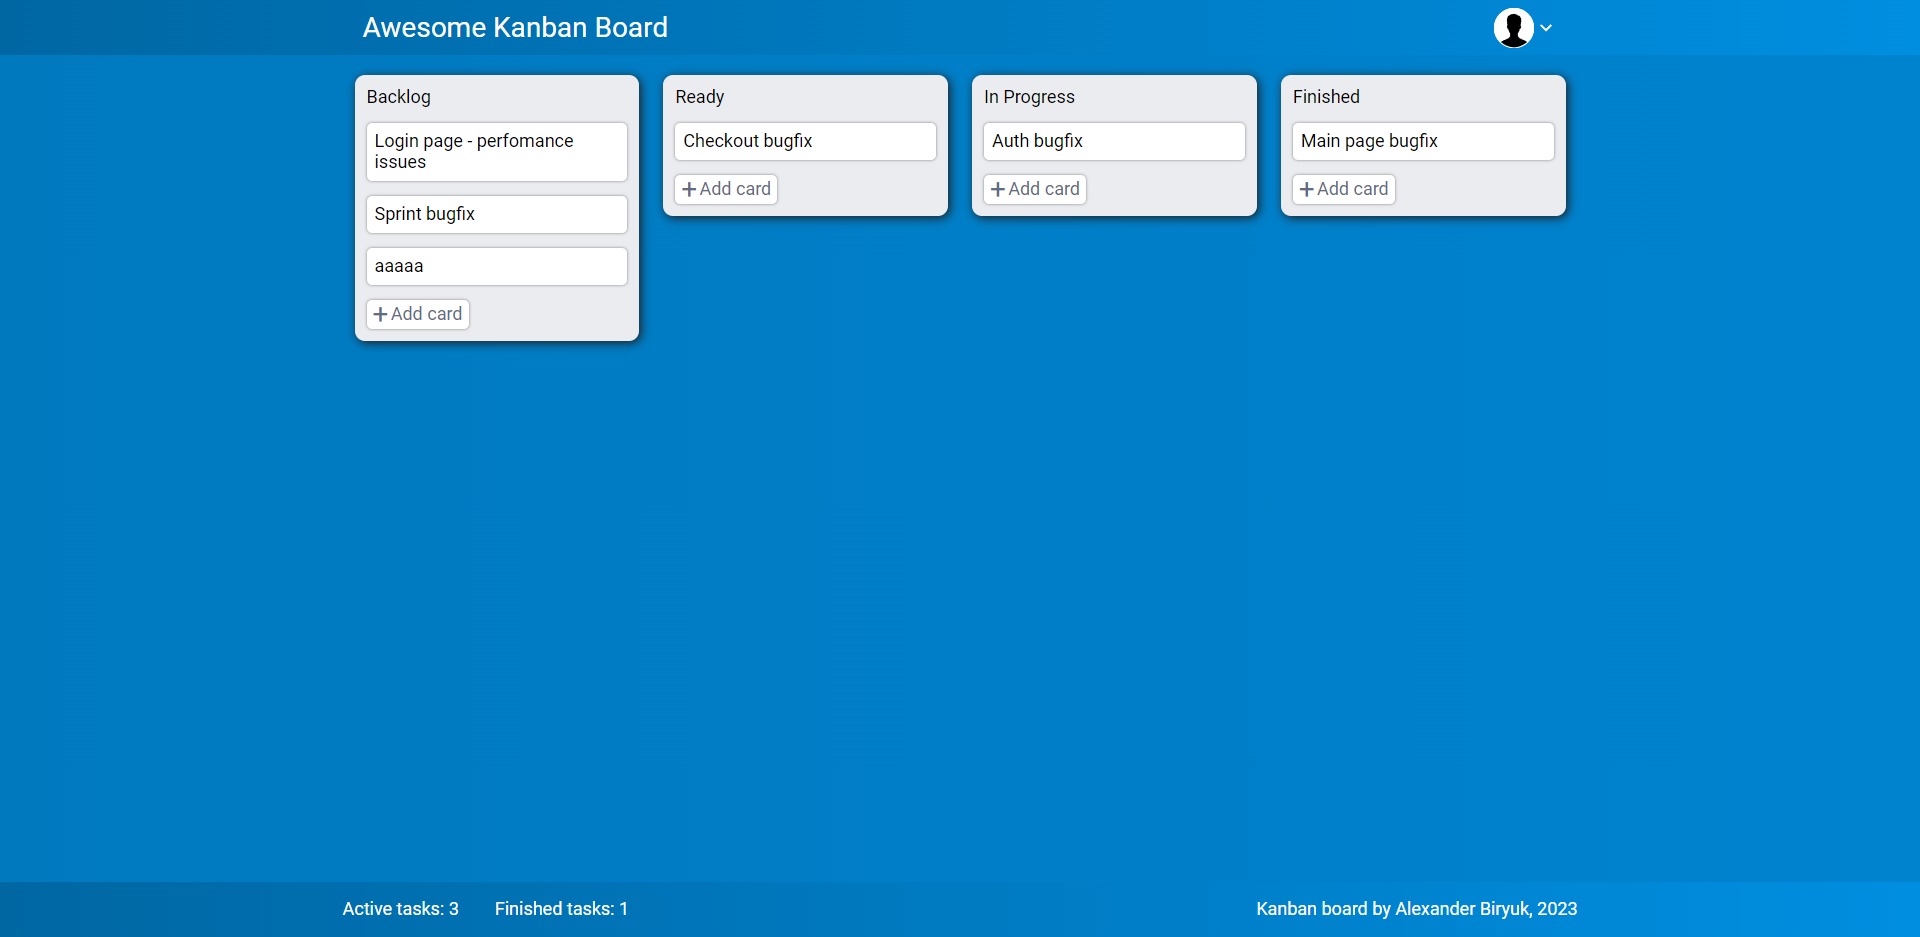 Awesome Kanban Board
Backlog
Login page - perfomance
issues
Sprint bugfix
aaaaa
Add card
Ready
Checkout bugfix
Add card
In Progress
Auth bugfix
Add card
Finished
Main page bugfix
Add card
Active tasks: 3
Finished tasks: 1
Kanban board by Alexander Biryuk, 2023